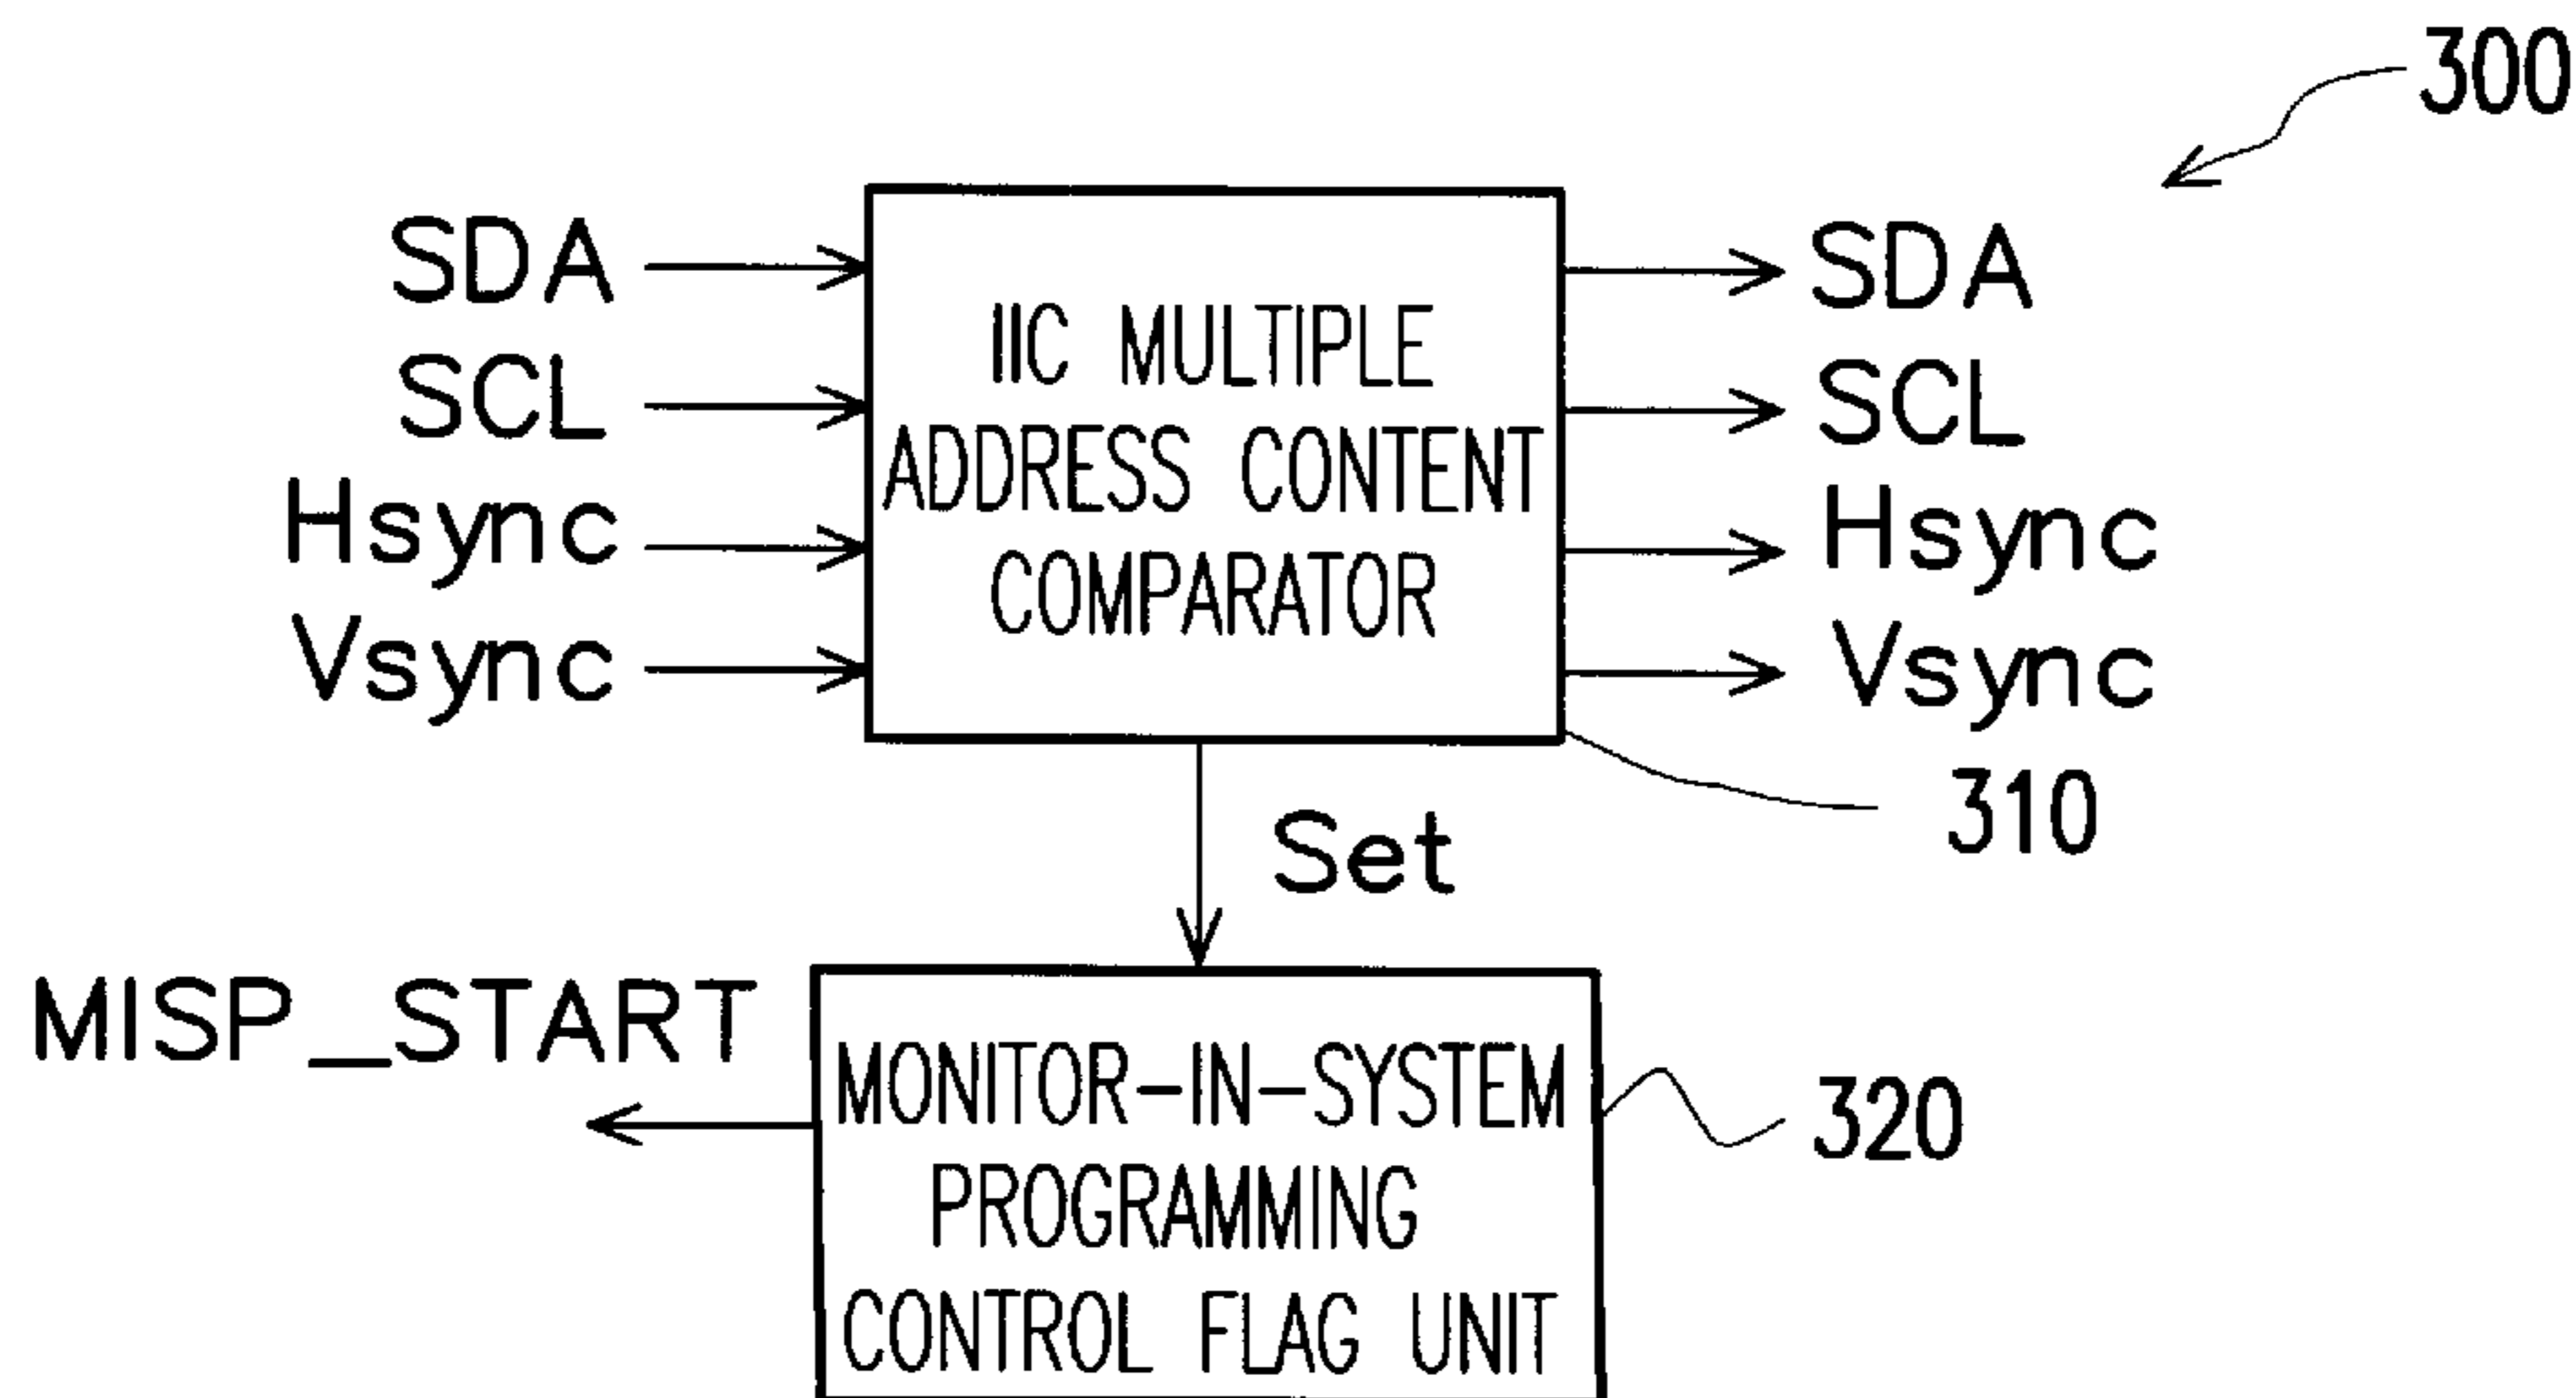 300
SDA
SCL
Hsync
Vsync
IIC MULTIPLE
ADDRESS CONTENT
COMPARATOR
SDA
SCL
Hsync
Vsync
310
Set
MISP_START
MONITOR-IN-SYSTEM
PROGRAMMING
CONTROL FLAG UNIT
320